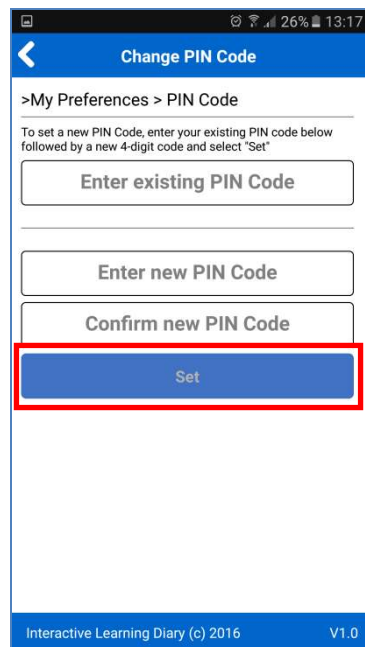 26% 13:17
Change PIN Code
>My Preferences > PIN Code
To set a new PIN Code, enter your existing PIN code below
followed by a new 4-digit code and select "Set"
Enter existing PIN Code
Enter new PIN Code
Confirm new PIN Code
Set
Interactive Learning Diary (c) 2016 V1.0